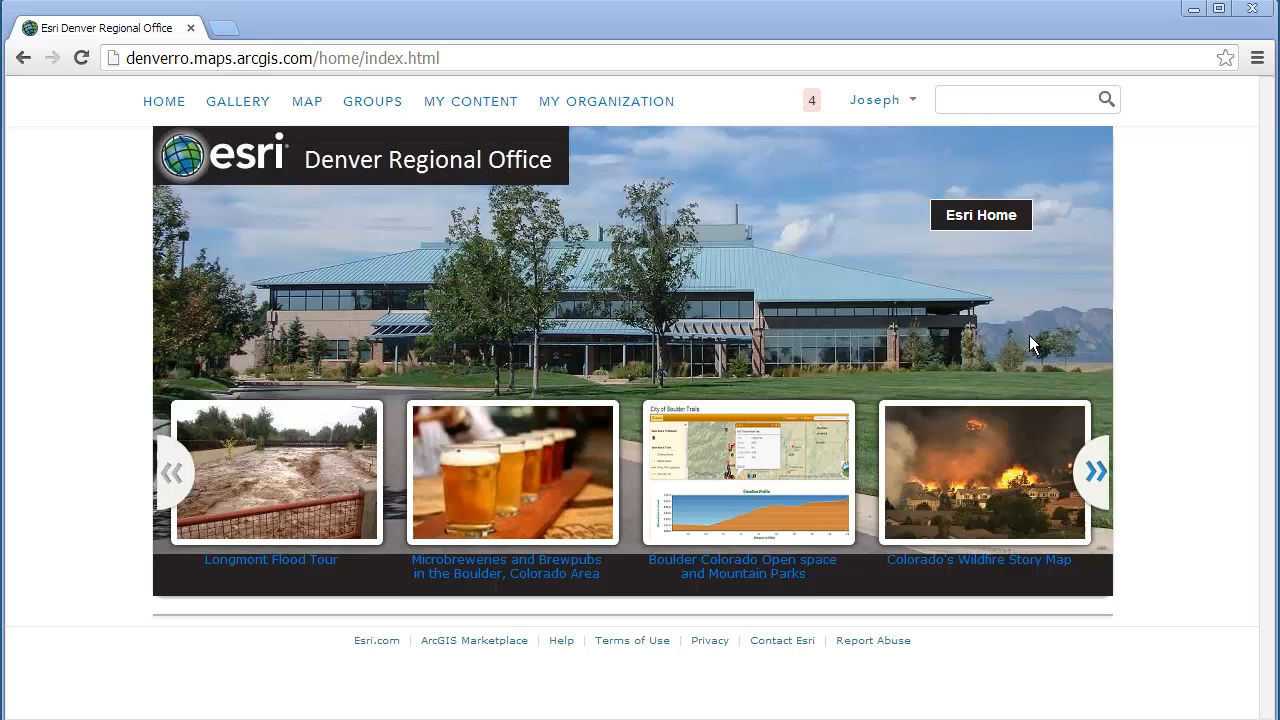 Esri Denver Regional Office
denverro.maps.arcgis.com/home/index.html
HOME GALLERY MAP GROUPS MY CONTENT MY ORGANIZATION 4 Joseph
esri Denver Regional Office
Esri Home
City of Boulder Trails
Elevation Profile
Longmont Flood Tour
Microbreweries and Brewpubs
in the Boulder, Colorado Area
Boulder Colorado Open space
and Mountain Parks
Colorado's Wildfire Story Map
Esri.com | ArcGIS Marketplace | Help | Terms of Use | Privacy | Contact Esri | Report Abuse